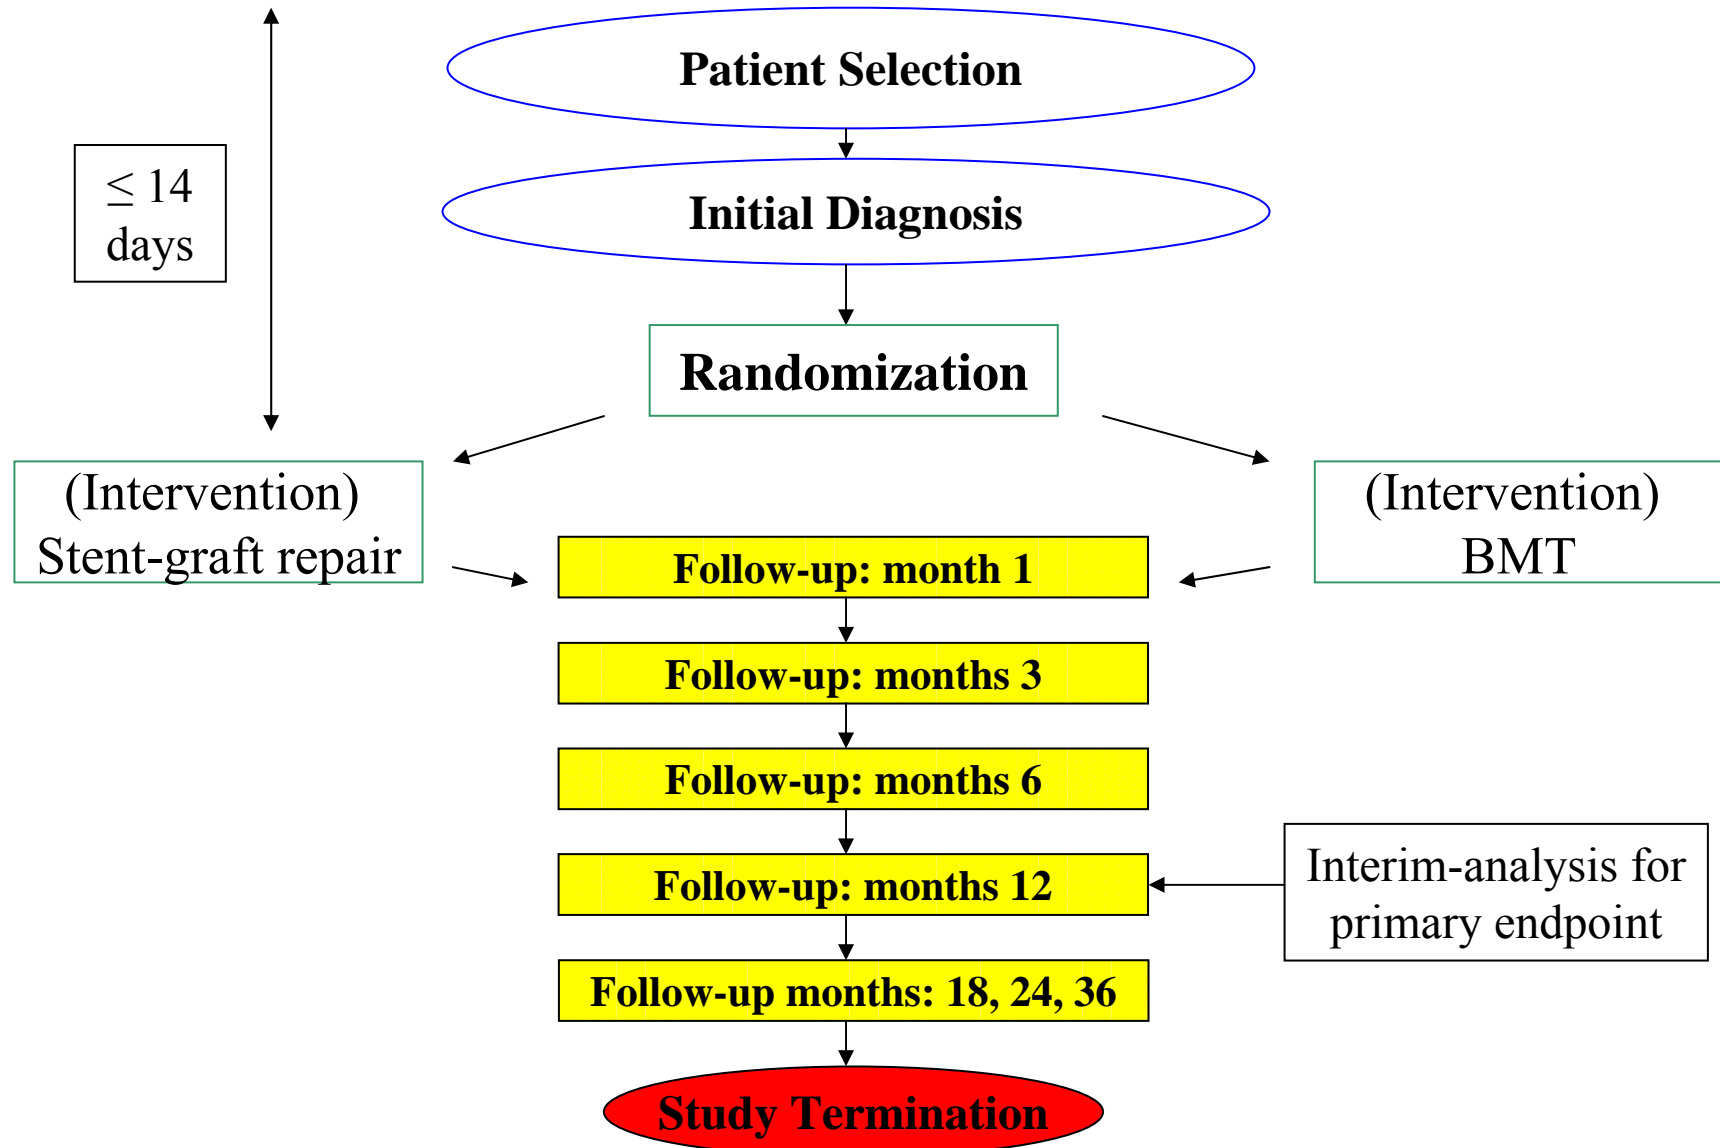 Patient Selection
≤ 14
days
Initial Diagnosis
Randomization
(Intervention)
Stent-graft repair
(Intervention)
BMT
Follow-up: month 1
Follow-up: months 3
Follow-up: months 6
Follow-up: months 12
Interim-analysis for
primary endpoint
Follow-up months: 18, 24, 36
Study Termination